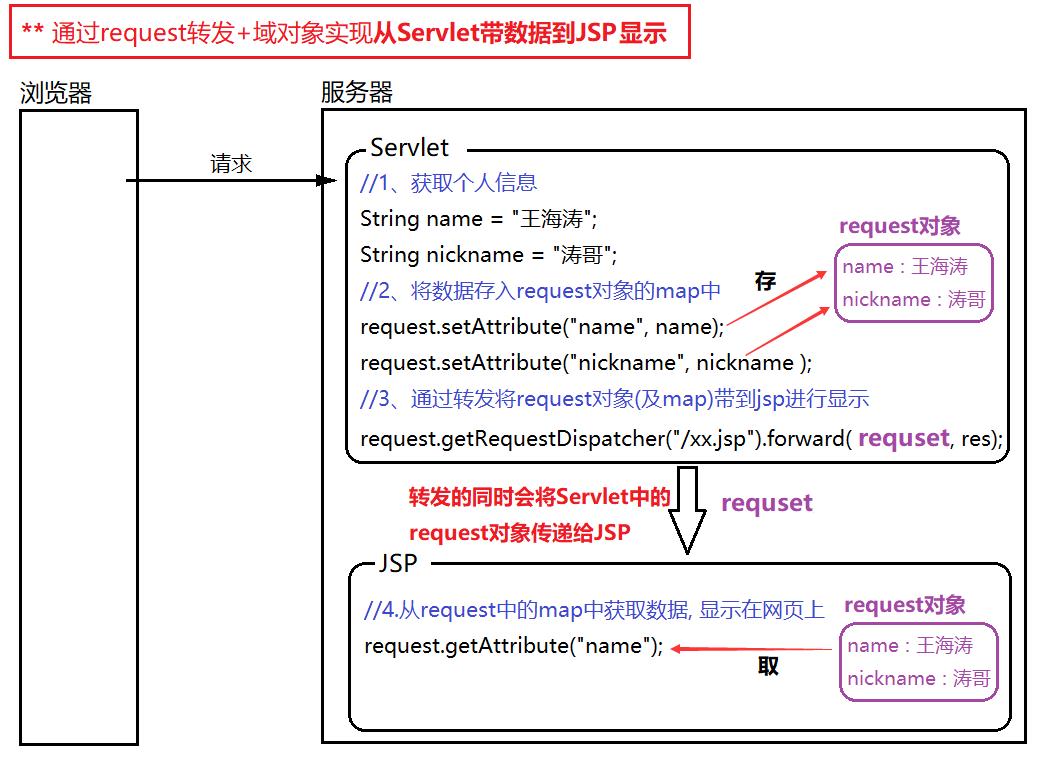 ** 通过request转发+域对象实现从Servlet带数据到JSP显示
浏览器
服务器
请求
Servlet
//1、获取个人信息
String name = "王海涛";
String nickname = "涛哥";
//2、将数据存入request对象的map中
request.setAttribute("name", name);
request.setAttribute("nickname", nickname );
//3、通过转发将request对象(及map)带到jsp进行显示
request.getRequestDispatcher("/xx.jsp").forward( requset, res);
存
request对象
name : 王海涛
nickname : 涛哥
转发的同时会将Servlet中的
request对象传递给JSP
requset
JSP
//4.从request中的map中获取数据, 显示在网页上
request.getAttribute("name");
取
request对象
name : 王海涛
nickname : 涛哥